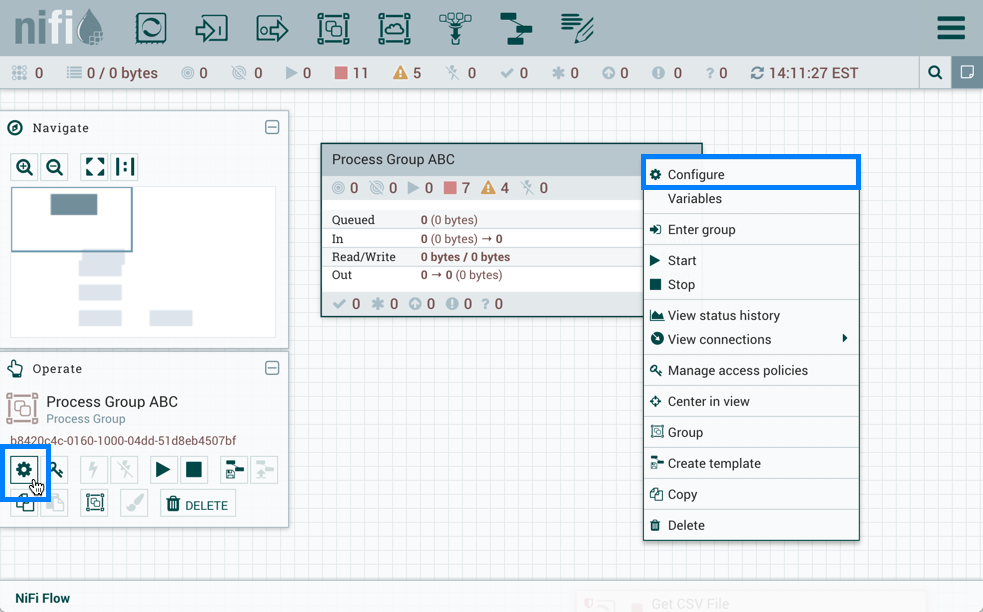 nifi
0 0 / 0 bytes 0 0 0 11 5 0 0 0 0 0 ? 0 14:11:27 EST
Navigate
Operate
Process Group ABC
Process Group
b8420c4c-0160-1000-04dd-51d8eb4507bf
DELETE
Process Group ABC
0 0 0 7 4 0
Queued 0 (0 bytes)
In 0 (0 bytes) → 0
Read/Write 0 bytes / 0 bytes
Out 0 → 0 (0 bytes)
0 0 0 0 ? 0
Configure
Variables
Enter group
Start
Stop
View status history
View connections
Manage access policies
Center in view
Group
Create template
Copy
Delete
NiFi Flow
Get CSV File